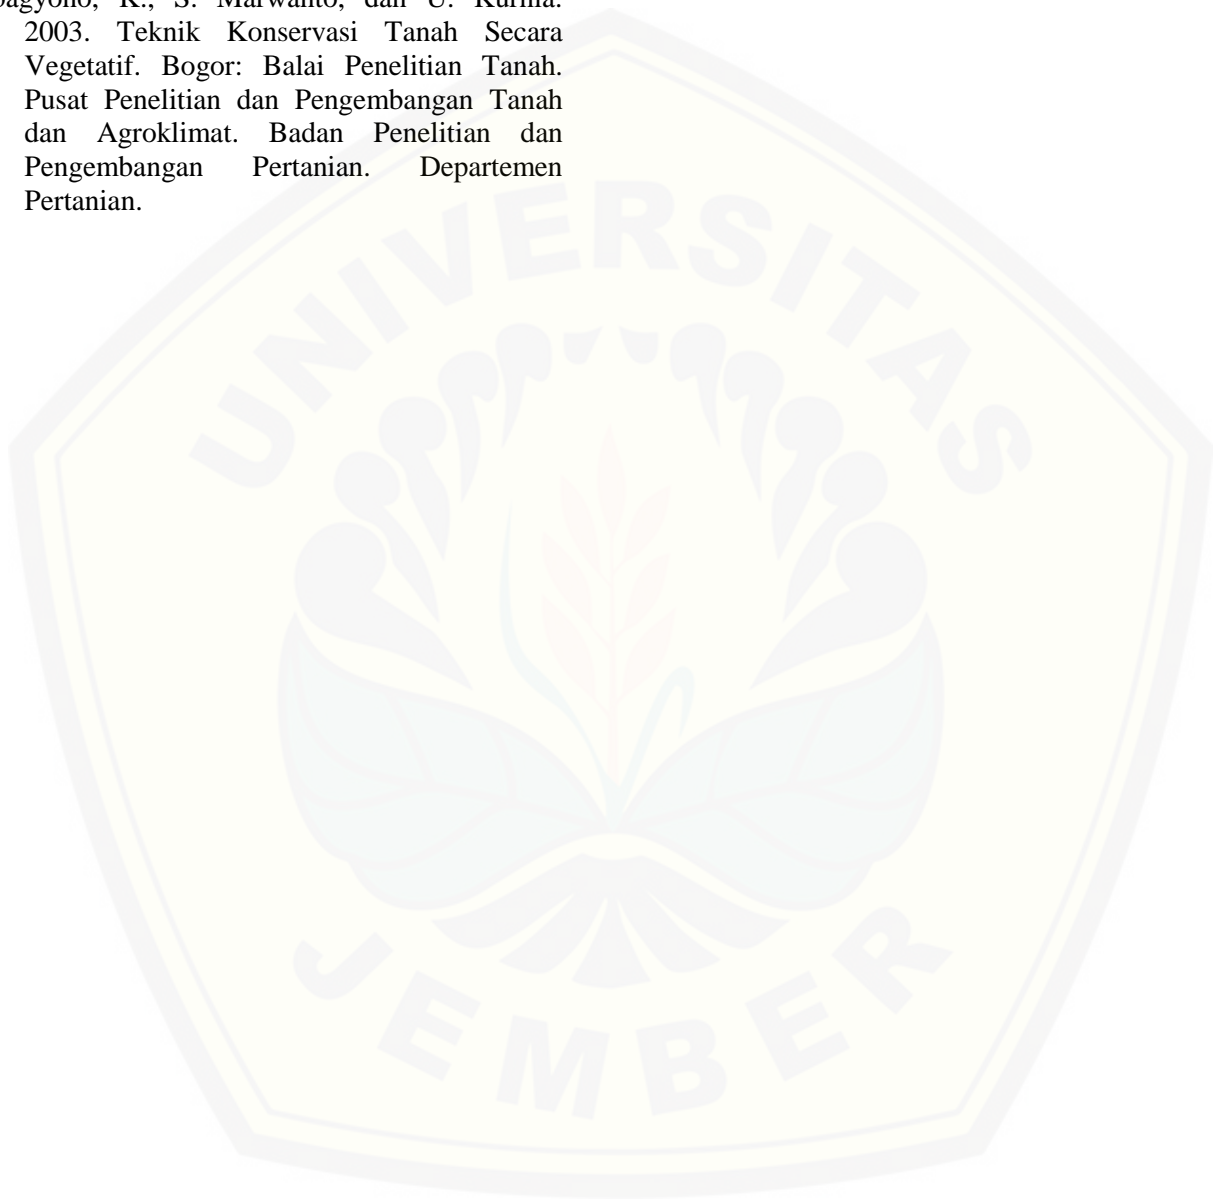 K., S. Marwanto, dan U. Kurnia.
2003. Teknik Konservasi Tanah Secara
Vegetatif. Bogor: Balai Penelitian Tanah.
Pusat Penelitian dan Pengembangan Tanah
dan Agroklimat. Badan Penelitian dan
Pengembangan Pertanian. Departemen
Pertanian.
UNIVERSITAS
JEMBER